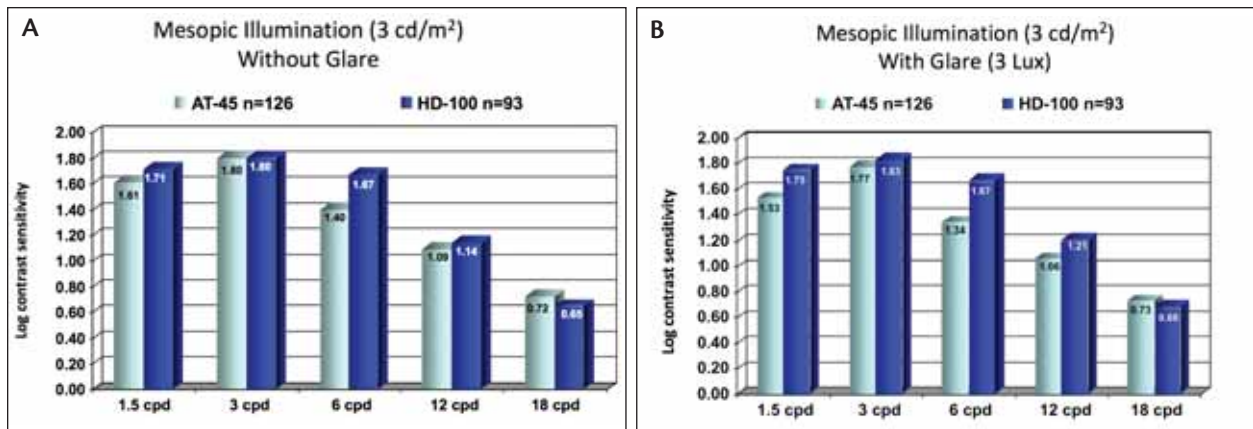 A
Mesopic Illumination (3 cd/m²)
Without Glare
AT-45 n=126 HD-100 n=93
Log contrast sensitivity
2.00
1.80
1.60
1.40
1.20
1.00
0.80
0.60
0.40
0.20
0.00
1.61 1.71 1.80 1.80 1.40 1.67 1.09 1.14 0.72 0.65
1.5 cpd 3 cpd 6 cpd 12 cpd 18 cpd
B
Mesopic Illumination (3 cd/m²)
With Glare (3 Lux)
AT-45 n=126 HD-100 n=93
Log contrast sensitivity
2.00
1.80
1.60
1.40
1.20
1.00
0.80
0.60
0.40
0.20
0.00
1.53 1.77 1.83 1.34 1.67 1.06 1.21 0.73
1.5 cpd 3 cpd 6 cpd 12 cpd 18 cpd